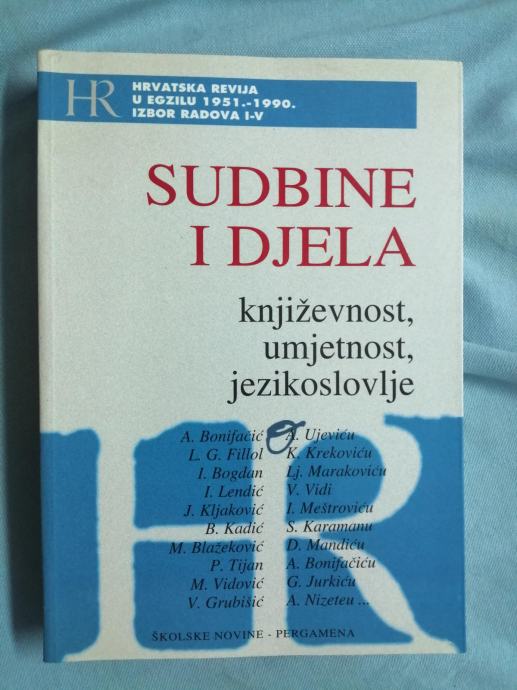 HR
HRVATSKA REVIJA
U EGZILU 1951.-1990.
IZBOR RADOVA I-V
SUDBINE
I DJELA
književnost,
umjetnost,
jezikoslovlje
A. Bonifačić o A. Ujeviću
L. G. Fillol K. Krekoviću
I. Bogdan Lj. Marakoviću
I. Lendić V. Vidi
J. Kljaković I. Meštroviću
B. Kadić S. Karamanu
M. Blažeković D. Mandiću
P. Tijan A. Bonifačiću
M. Vidović G. Jurkiću
V. Grubišić A. Nizeteu ...
HR
ŠKOLSKE NOVINE - PERGAMENA